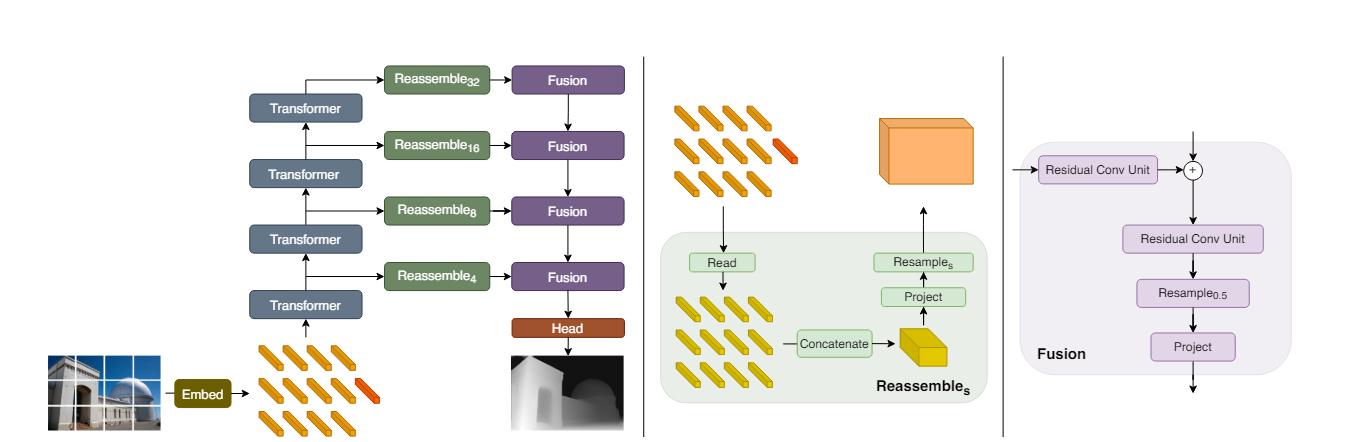 Reassemble32
Fusion
Transformer
Reassemble16
Fusion
Transformer
Reassemble8
Fusion
Transformer
Reassemble4
Fusion
Transformer
Head
Embed
Read
Resamples
Project
Concatenate
Reassembles
Residual Conv Unit
+
Residual Conv Unit
Resample0.5
Project
Fusion